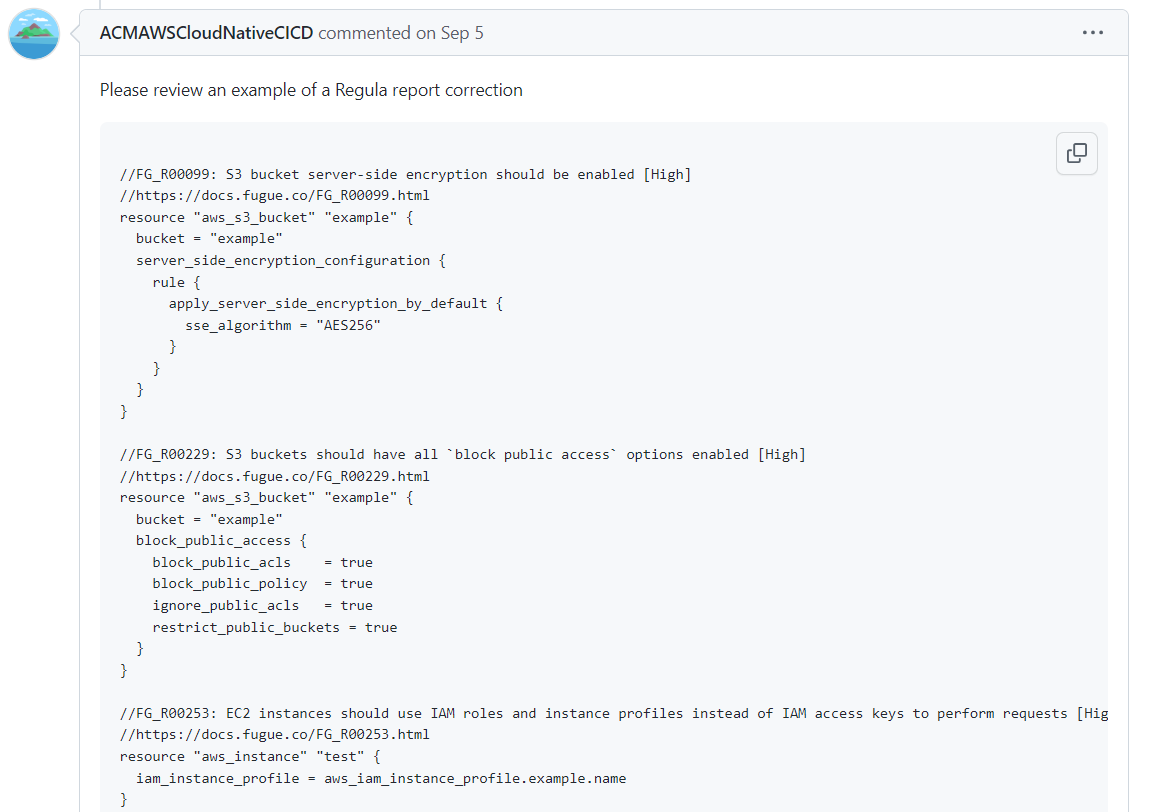 ACMAWSCloudNativeCICD commented on Sep 5
Please review an example of a Regula report correction
//FG_R00099: S3 bucket server-side encryption should be enabled [High]
//https://docs.fugue.co/FG_R00099.html
resource "aws_s3_bucket" "example" {
  bucket = "example"
  server_side_encryption_configuration {
    rule {
      apply_server_side_encryption_by_default {
        sse_algorithm = "AES256"
      }
    }
  }
}
//FG_R00229: S3 buckets should have all `block public access` options enabled [High]
//https://docs.fugue.co/FG_R00229.html
resource "aws_s3_bucket" "example" {
  bucket = "example"
  block_public_access {
    block_public_acls    = true
    block_public_policy  = true
    ignore_public_acls   = true
    restrict_public_buckets = true
  }
}
//FG_R00253: EC2 instances should use IAM roles and instance profiles instead of IAM access keys to perform requests [Hig
//https://docs.fugue.co/FG_R00253.html
resource "aws_instance" "test" {
  iam_instance_profile = aws_iam_instance_profile.example.name
}